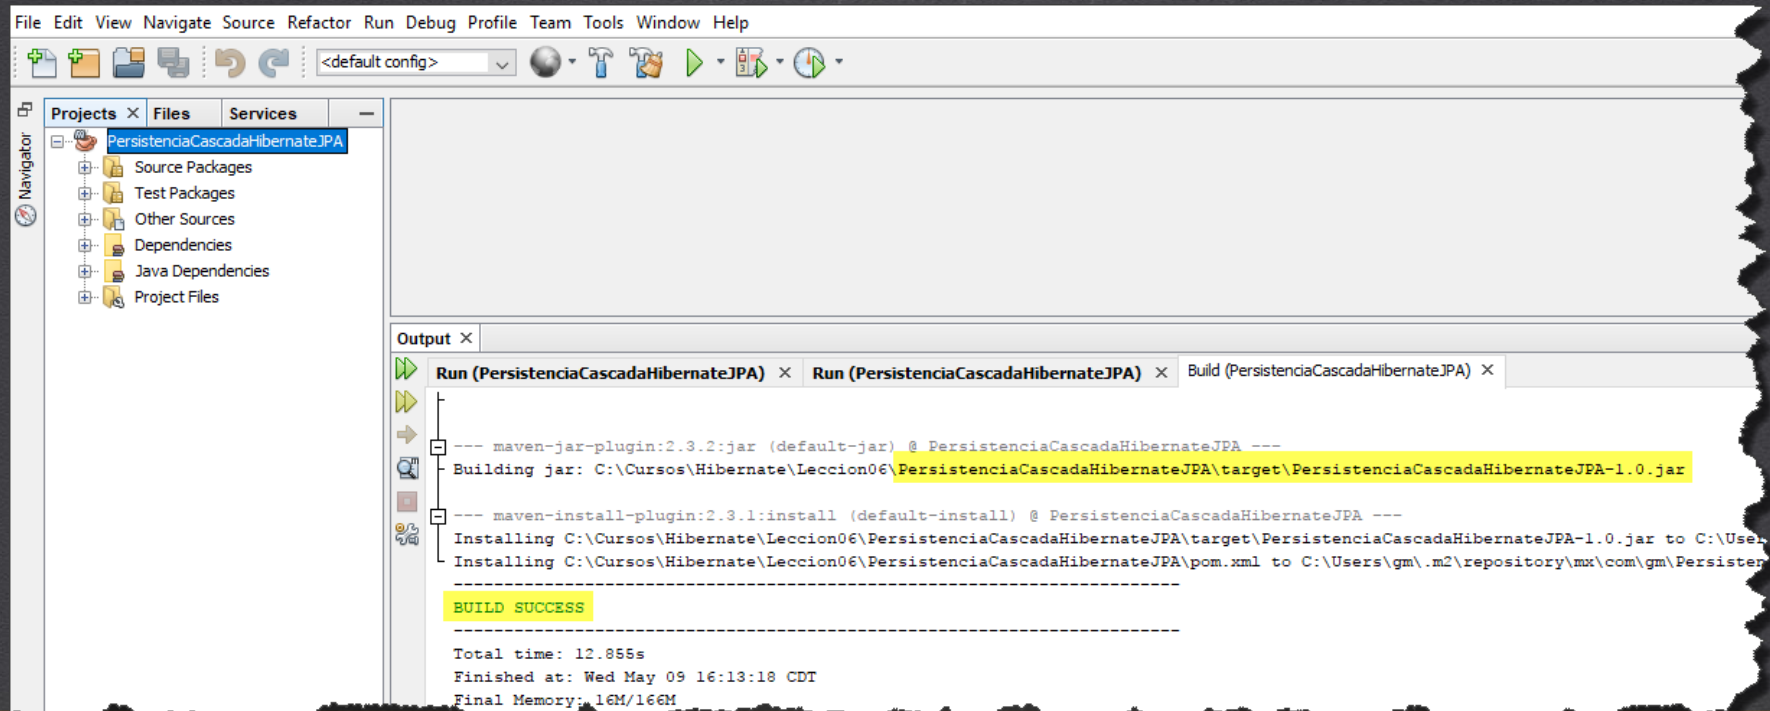 File Edit View Navigate Source Refactor Run Debug Profile Team Tools Window Help
<default config>
Projects Files Services
Navigator
PersistenciaCascadaHibernateJPA
Source Packages
Test Packages
Other Sources
Dependencies
Java Dependencies
Project Files
Output
Run (PersistenciaCascadaHibernateJPA) Run (PersistenciaCascadaHibernateJPA) Build (PersistenciaCascadaHibernateJPA)
--- maven-jar-plugin:2.3.2:jar (default-jar) @ PersistenciaCascadaHibernateJPA ---
Building jar: C:\Cursos\Hibernate\Leccion06\PersistenciaCascadaHibernateJPA\target\PersistenciaCascadaHibernateJPA-1.0.jar
--- maven-install-plugin:2.3.1:install (default-install) @ PersistenciaCascadaHibernateJPA ---
Installing C:\Cursos\Hibernate\Leccion06\PersistenciaCascadaHibernateJPA\target\PersistenciaCascadaHibernateJPA-1.0.jar to C:\User
Installing C:\Cursos\Hibernate\Leccion06\PersistenciaCascadaHibernateJPA\pom.xml to C:\Users\gm\.m2\repository\mx\com\gm\Persisten
------------------------------------------------------------------------
BUILD SUCCESS
------------------------------------------------------------------------
Total time: 12.855s
Finished at: Wed May 09 16:13:18 CDT
Final Memory: 16M/166M